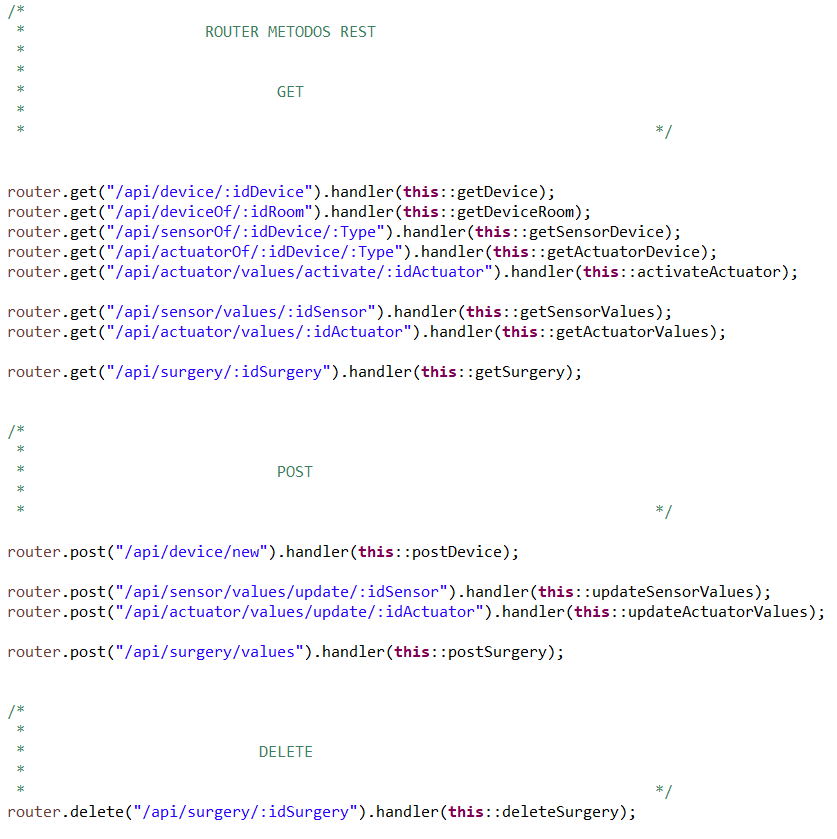 /*
 *                    ROUTER METODOS REST
 *
 *
 *                            GET
 *
 *                                                                      */
router.get("/api/device/:idDevice").handler(this::getDevice);
router.get("/api/deviceOf/:idRoom").handler(this::getDeviceRoom);
router.get("/api/sensorOf/:idDevice/:Type").handler(this::getSensorDevice);
router.get("/api/actuatorOf/:idDevice/:Type").handler(this::getActuatorDevice);
router.get("/api/actuator/values/activate/:idActuator").handler(this::activateActuator);
router.get("/api/sensor/values/:idSensor").handler(this::getSensorValues);
router.get("/api/actuator/values/:idActuator").handler(this::getActuatorValues);
router.get("/api/surgery/:idSurgery").handler(this::getSurgery);
/*
 *
 *                            POST
 *
 *                                                                      */
router.post("/api/device/new").handler(this::postDevice);
router.post("/api/sensor/values/update/:idSensor").handler(this::updateSensorValues);
router.post("/api/actuator/values/update/:idActuator").handler(this::updateActuatorValues);
router.post("/api/surgery/values").handler(this::postSurgery);
/*
 *
 *                          DELETE
 *
 *                                                                      */
router.delete("/api/surgery/:idSurgery").handler(this::deleteSurgery);